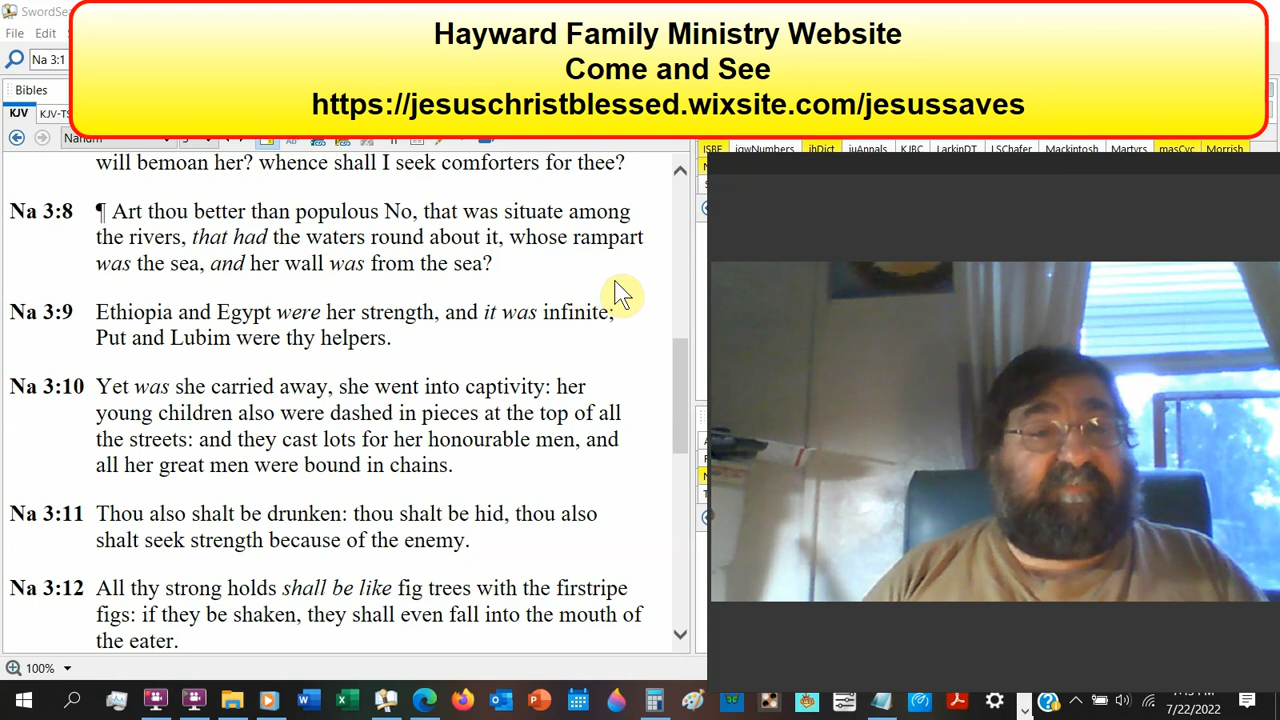 SwordSea
Hayward Family Ministry Website
Come and See
https://jesuschristblessed.wixsite.com/jesussaves
File Edit
Na 3:1
Bibles
KJV KJV-TS
ISBE jgwNumbers jhDict juAnnals KJBC LarkinDT LSChafer Mackintosh Martyrs masCyc Morrish
will bemoan her? whence shall I seek comforters for thee?
Na 3:8 ¶ Art thou better than populous No, that was situate among
the rivers, that had the waters round about it, whose rampart
was the sea, and her wall was from the sea?
Na 3:9 Ethiopia and Egypt were her strength, and it was infinite;
Put and Lubim were thy helpers.
Na 3:10 Yet was she carried away, she went into captivity: her
young children also were dashed in pieces at the top of all
the streets: and they cast lots for her honourable men, and
all her great men were bound in chains.
Na 3:11 Thou also shalt be drunken: thou shalt be hid, thou also
shalt seek strength because of the enemy.
Na 3:12 All thy strong holds shall be like fig trees with the firstripe
figs: if they be shaken, they shall even fall into the mouth of
the eater.
100%
7/22/2022